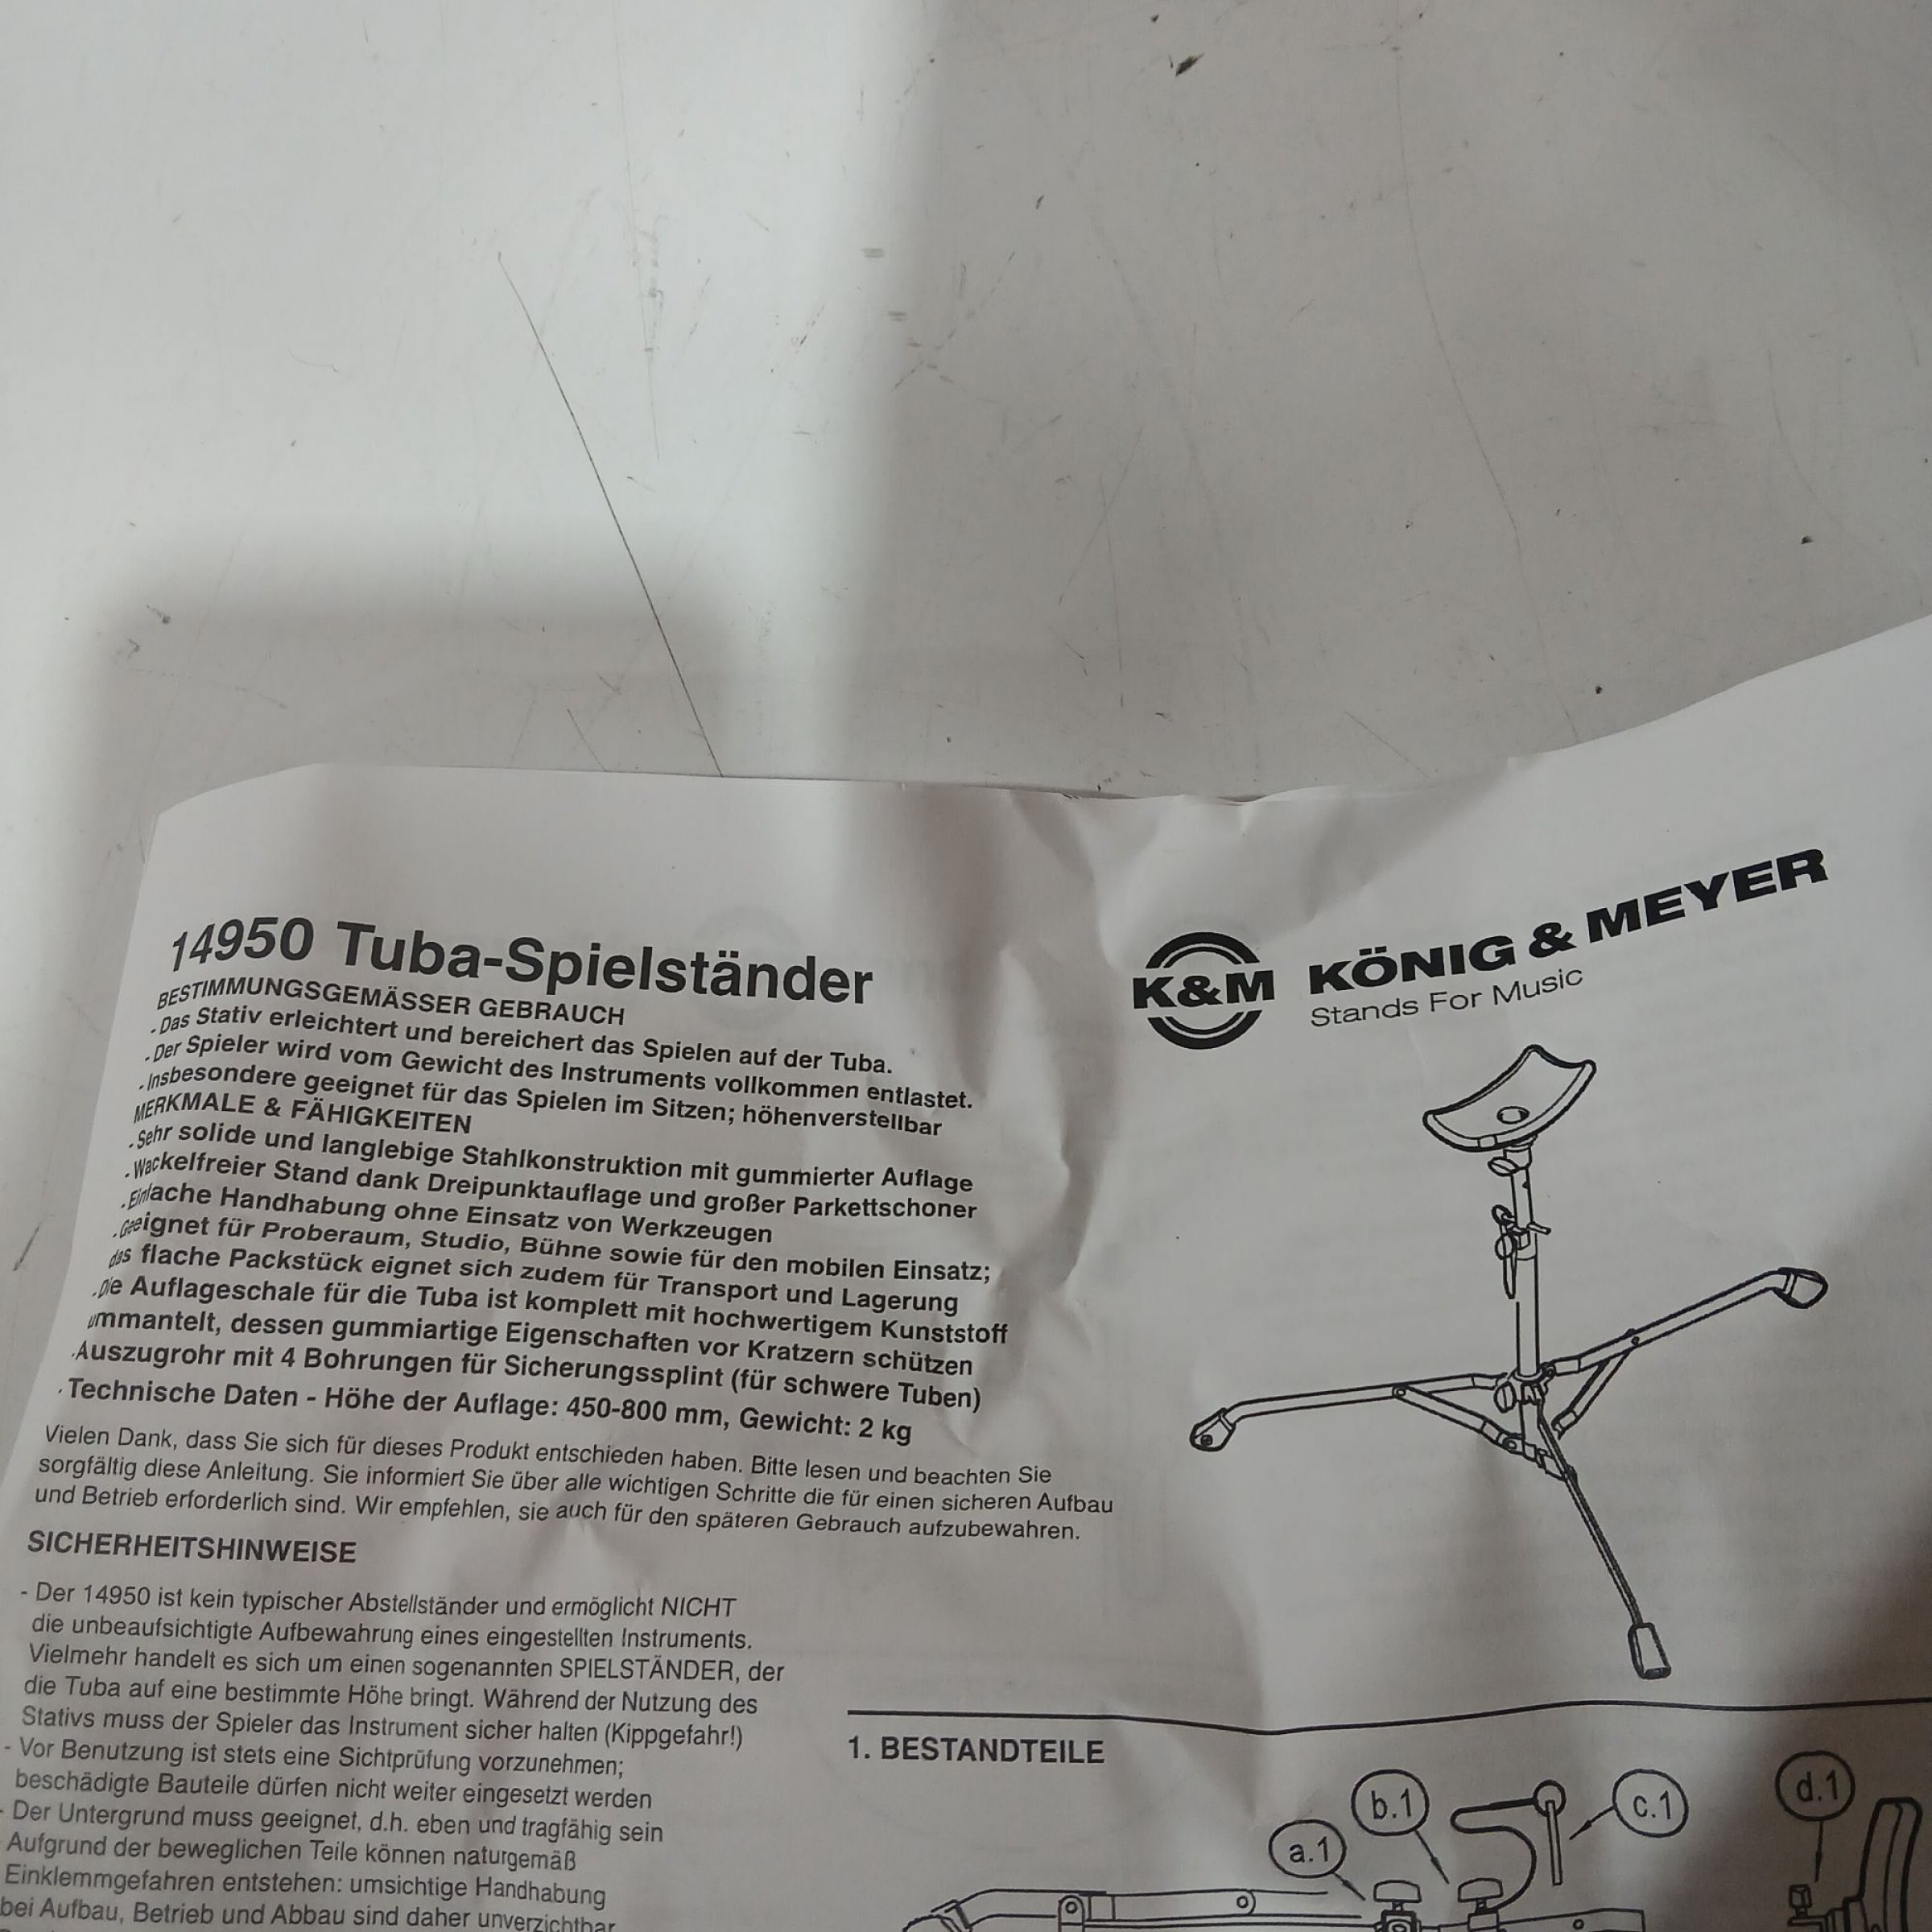 14950 Tuba-Spielständer
BESTIMMUNGSGEMÄSSER GEBRAUCH
- Das Stativ erleichtert und bereichert das Spielen auf der Tuba.
- Der Spieler wird vom Gewicht des Instruments vollkommen entlastet.
- Insbesondere geeignet für das Spielen im Sitzen; höhenverstellbar
MERKMALE & FÄHIGKEITEN
- Sehr solide und langlebige Stahlkonstruktion mit gummierter Auflage
- Wackelfreier Stand dank Dreipunktauflage und großer Parkettschoner
- Einfache Handhabung ohne Einsatz von Werkzeugen
- Geeignet für Proberaum, Studio, Bühne sowie für den mobilen Einsatz;
das flache Packstück eignet sich zudem für Transport und Lagerung
- Die Auflageschale für die Tuba ist komplett mit hochwertigem Kunststoff
ummantelt, dessen gummiartige Eigenschaften vor Kratzern schützen
- Auszugrohr mit 4 Bohrungen für Sicherungssplint (für schwere Tuben)
- Technische Daten - Höhe der Auflage: 450-800 mm, Gewicht: 2 kg
Vielen Dank, dass Sie sich für dieses Produkt entschieden haben. Bitte lesen und beachten Sie
sorgfältig diese Anleitung. Sie informiert Sie über alle wichtigen Schritte die für einen sicheren Aufbau
und Betrieb erforderlich sind. Wir empfehlen, sie auch für den späteren Gebrauch aufzubewahren.
SICHERHEITSHINWEISE
- Der 14950 ist kein typischer Abstellständer und ermöglicht NICHT
die unbeaufsichtigte Aufbewahrung eines eingestellten Instruments.
Vielmehr handelt es sich um einen sogenannten SPIELSTÄNDER, der
die Tuba auf eine bestimmte Höhe bringt. Während der Nutzung des
Stativs muss der Spieler das Instrument sicher halten (Kippgefahr!)
- Vor Benutzung ist stets eine Sichtprüfung vorzunehmen;
beschädigte Bauteile dürfen nicht weiter eingesetzt werden
- Der Untergrund muss geeignet, d.h. eben und tragfähig sein
Aufgrund der beweglichen Teile können naturgemäß
Einklemmgefahren entstehen: umsichtige Handhabung
bei Aufbau, Betrieb und Abbau sind daher unverzichtbar
K&M KÖNIG & MEYER
Stands For Music
1. BESTANDTEILE
a.1
b.1
c.1
d.1